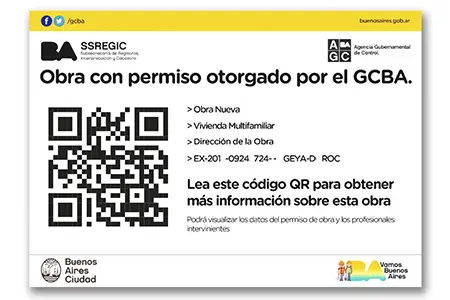 /gcba
buenosaires.gob.ar
BA SSREGIC
Subsecretaría de Registros,
Interpretación y Catastro
BA
AGC
Agencia Gubernamental
de Control.
Obra con permiso otorgado por el GCBA.
> Obra Nueva
> Vivienda Multifamiliar
> Dirección de la Obra
> EX-201 -0924 724-- GEYA-D ROC
Lea este código QR para obtener
más información sobre esta obra
Podrá visualizar los datos del permiso de obra y los profesionales
intervinientes
Buenos
Aires
Ciudad
BA
Vamos
Buenos
Aires